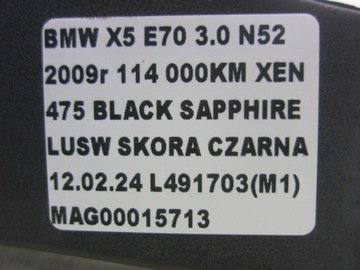 BMW X5 E70 3.0 N52
2009r 114 000KM XEN
475 BLACK SAPPHIRE
LUSW SKORA CZARNA
12.02.24 L491703(M1)
MAG00015713